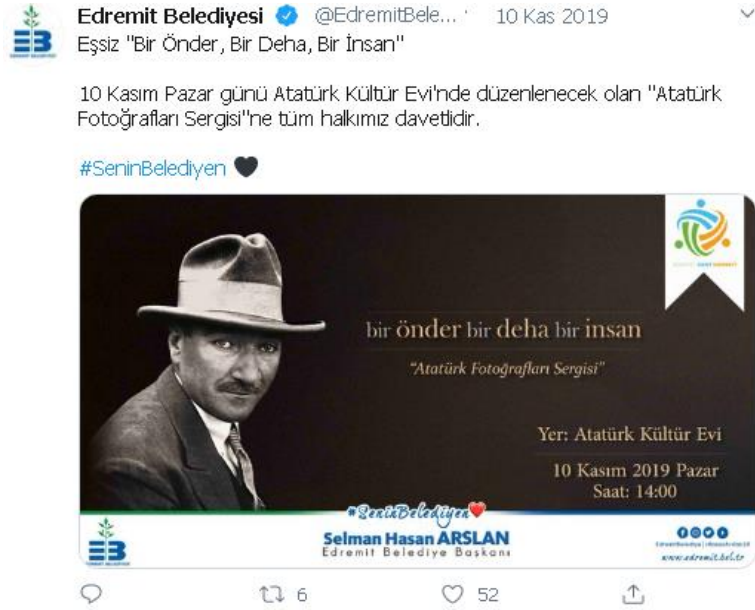 Edremit Belediyesi @EdremitBele... · 10 Kas 2019
Eşsiz "Bir Önder, Bir Deha, Bir İnsan"
10 Kasım Pazar günü Atatürk Kültür Evi'nde düzenlenecek olan "Atatürk
Fotoğrafları Sergisi"ne tüm halkımız davetlidir.
#SeninBelediyen 🖤
bir önder bir deha bir insan
"Atatürk Fotoğrafları Sergisi"
Yer: Atatürk Kültür Evi
10 Kasım 2019 Pazar
Saat: 14:00
#SeninBelediyen
Selman Hasan ARSLAN
Edremit Belediye Başkanı
www.edremit.bel.tr
6 52